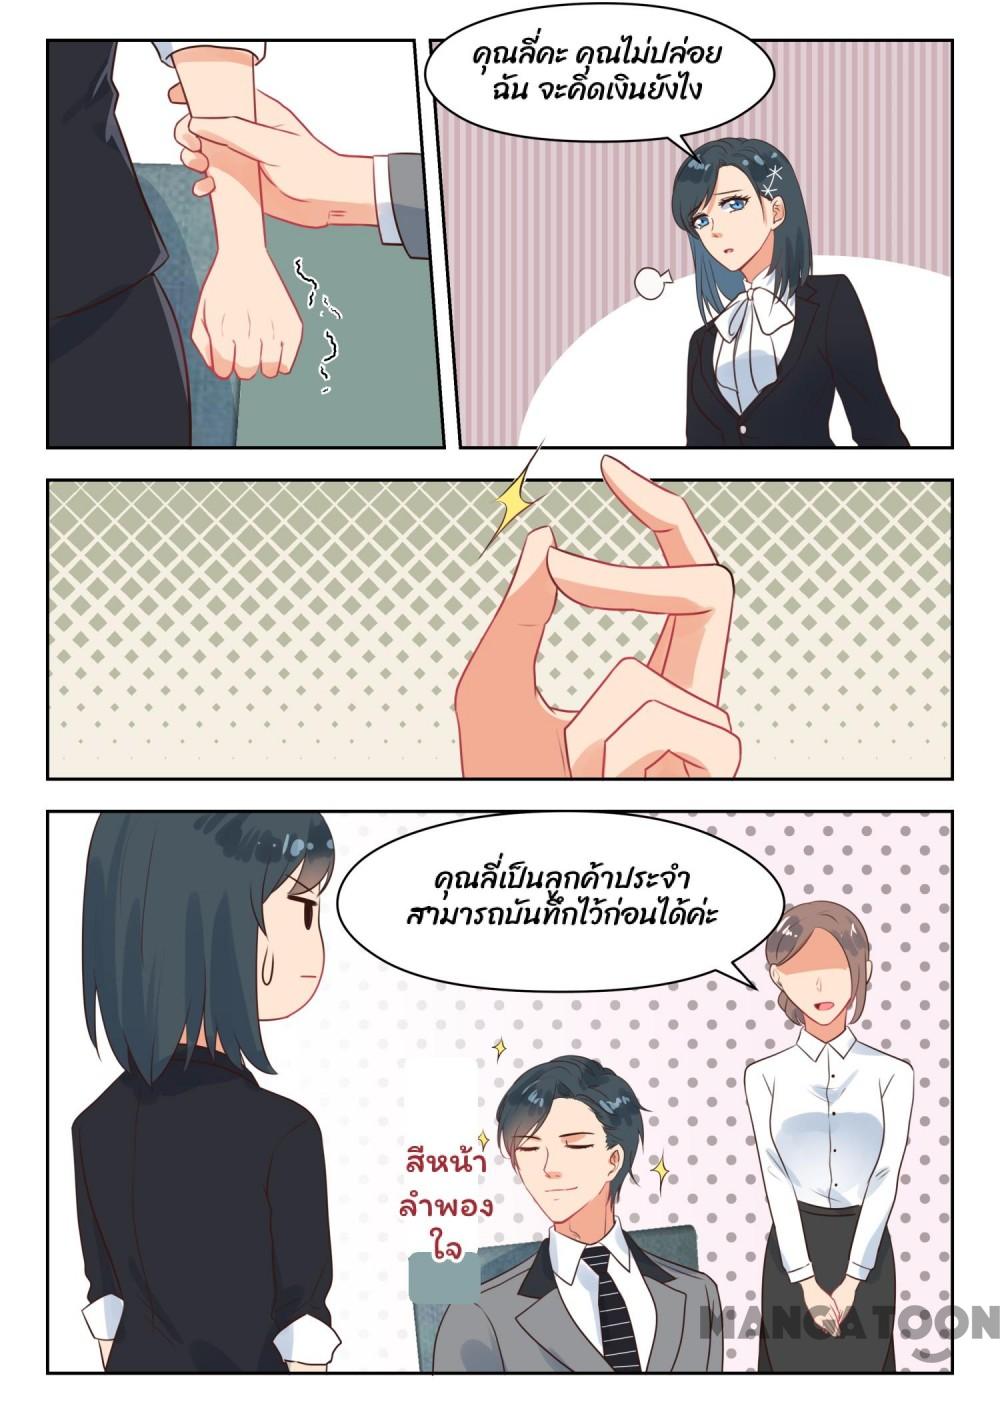 คุณลี่คะ คุณไม่ปล่อย
ฉัน จะคิดเงินยังไง
คุณลี่เป็นลูกค้าประจำ
สามารถบันทึกไว้ก่อนได้ค่ะ
สีหน้า
ลำพอง
ใจ
MANGATOON